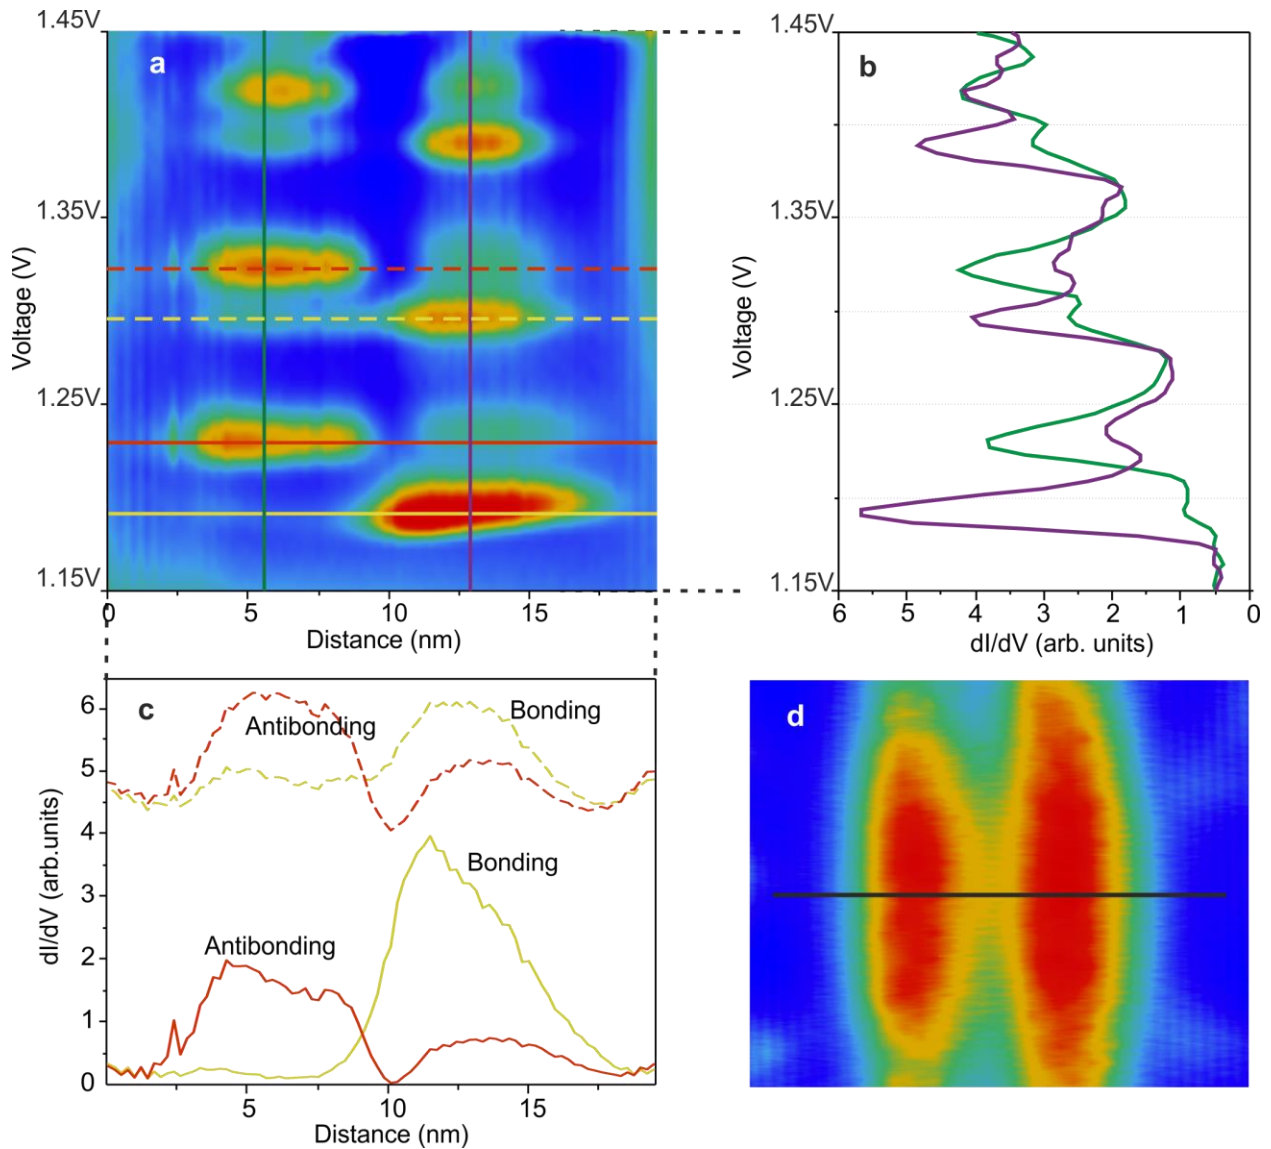 1.45V
a
1.35V
1.25V
1.15V
Voltage (V)
0 5 10 15
Distance (nm)
1.45V
b
1.35V
1.25V
1.15V
Voltage (V)
6 5 4 3 2 1 0
dI/dV (arb. units)
c
6
5
4
3
2
1
0
dI/dV (arb.units)
Antibonding
Bonding
Bonding
Antibonding
5 10 15
Distance (nm)
d